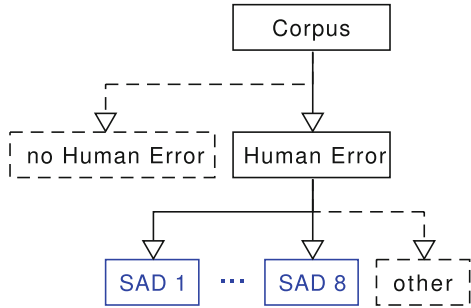 Corpus
no Human Error
Human Error
SAD 1 ... SAD 8
other